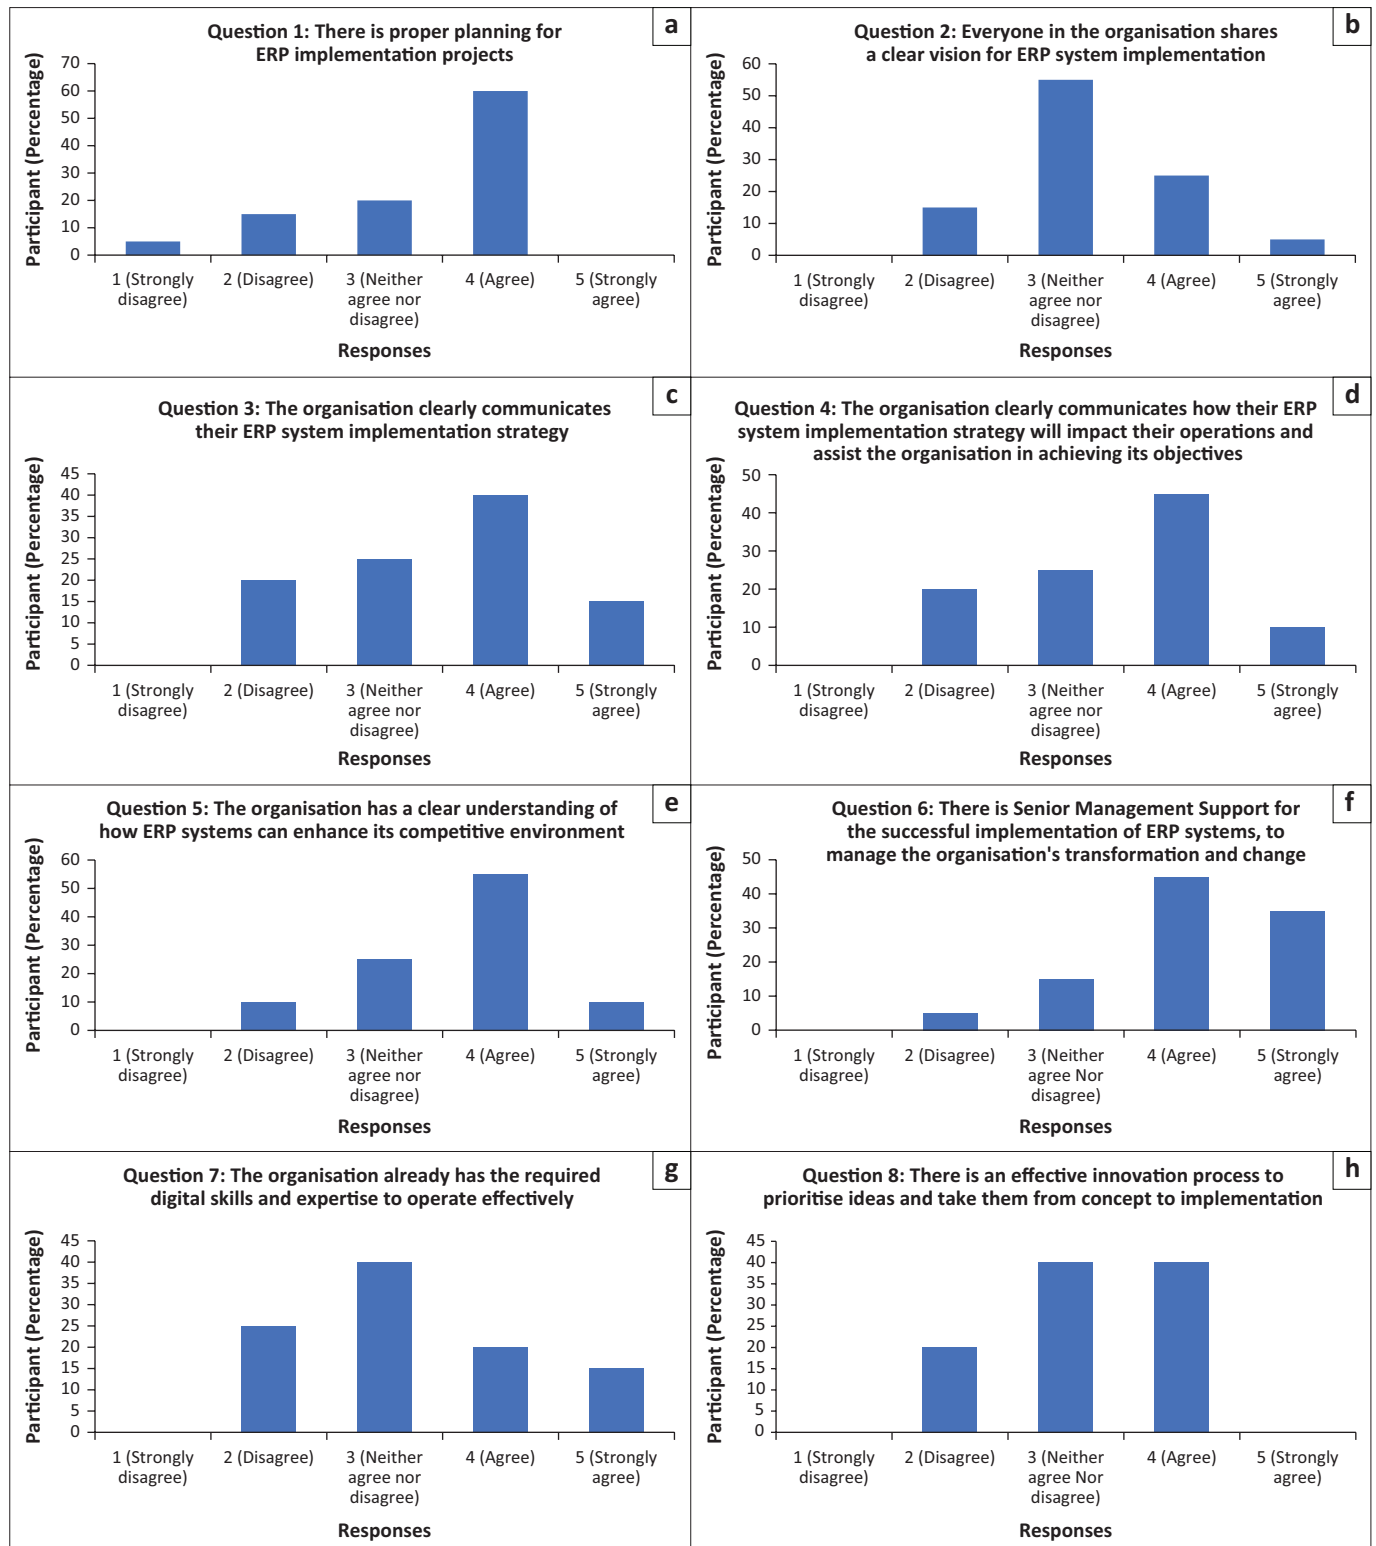 a
Question 1: There is proper planning for
ERP implementation projects
Participant (Percentage)
70
60
50
40
30
20
10
0
1 (Strongly
disagree)
2 (Disagree)
3 (Neither
agree nor
disagree)
4 (Agree)
5 (Strongly
agree)
Responses
b
Question 2: Everyone in the organisation shares
a clear vision for ERP system implementation
Participant (Percentage)
60
50
40
30
20
10
0
1 (Strongly
disagree)
2 (Disagree)
3 (Neither
agree nor
disagree)
4 (Agree)
5 (Strongly
agree)
Responses
c
Question 3: The organisation clearly communicates
their ERP system implementation strategy
Participant (Percentage)
45
40
35
30
25
20
15
10
5
0
1 (Strongly
disagree)
2 (Disagree)
3 (Neither
agree nor
disagree)
4 (Agree)
5 (Strongly
agree)
Responses
d
Question 4: The organisation clearly communicates how their ERP
system implementation strategy will impact their operations and
assist the organisation in achieving its objectives
Participant (Percentage)
50
40
30
20
10
0
1 (Strongly
disagree)
2 (Disagree)
3 (Neither
agree nor
disagree)
4 (Agree)
5 (Strongly
agree)
Responses
e
Question 5: The organisation has a clear understanding of
how ERP systems can enhance its competitive environment
Participant (Percentage)
60
50
40
30
20
10
0
1 (Strongly
disagree)
2 (Disagree)
3 (Neither
agree nor
disagree)
4 (Agree)
5 (Strongly
agree)
Responses
f
Question 6: There is Senior Management Support for
the successful implementation of ERP systems, to
manage the organisation's transformation and change
Participant (Percentage)
50
40
30
20
10
0
1 (Strongly
disagree)
2 (Disagree)
3 (Neither
agree Nor
disagree)
4 (Agree)
5 (Strongly
agree)
Responses
g
Question 7: The organisation already has the required
digital skills and expertise to operate effectively
Participant (Percentage)
45
40
35
30
25
20
15
10
5
0
1 (Strongly
disagree)
2 (Disagree)
3 (Neither
agree nor
disagree)
4 (Agree)
5 (Strongly
agree)
Responses
h
Question 8: There is an effective innovation process to
prioritise ideas and take them from concept to implementation
Participant (Percentage)
45
40
35
30
25
20
15
10
5
0
1 (Strongly
disagree)
2 (Disagree)
3 (Neither
agree Nor
disagree)
4 (Agree)
5 (Strongly
agree)
Responses